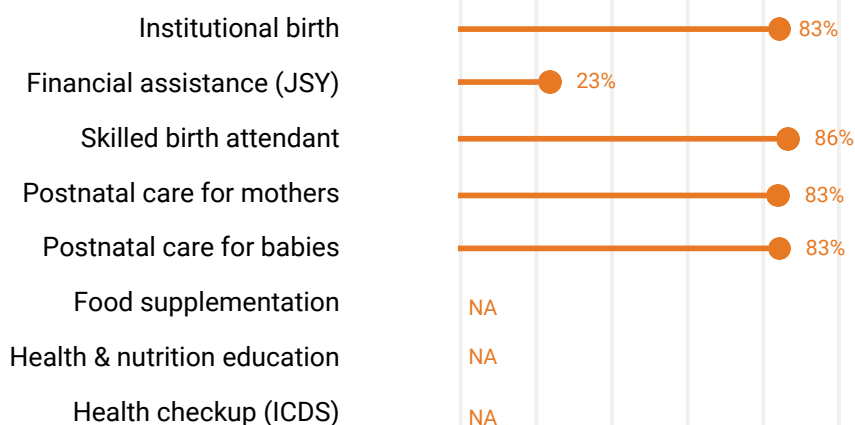 Institutional birth 83%
Financial assistance (JSY) 23%
Skilled birth attendant 86%
Postnatal care for mothers 83%
Postnatal care for babies 83%
Food supplementation NA
Health & nutrition education NA
Health checkup (ICDS) NA